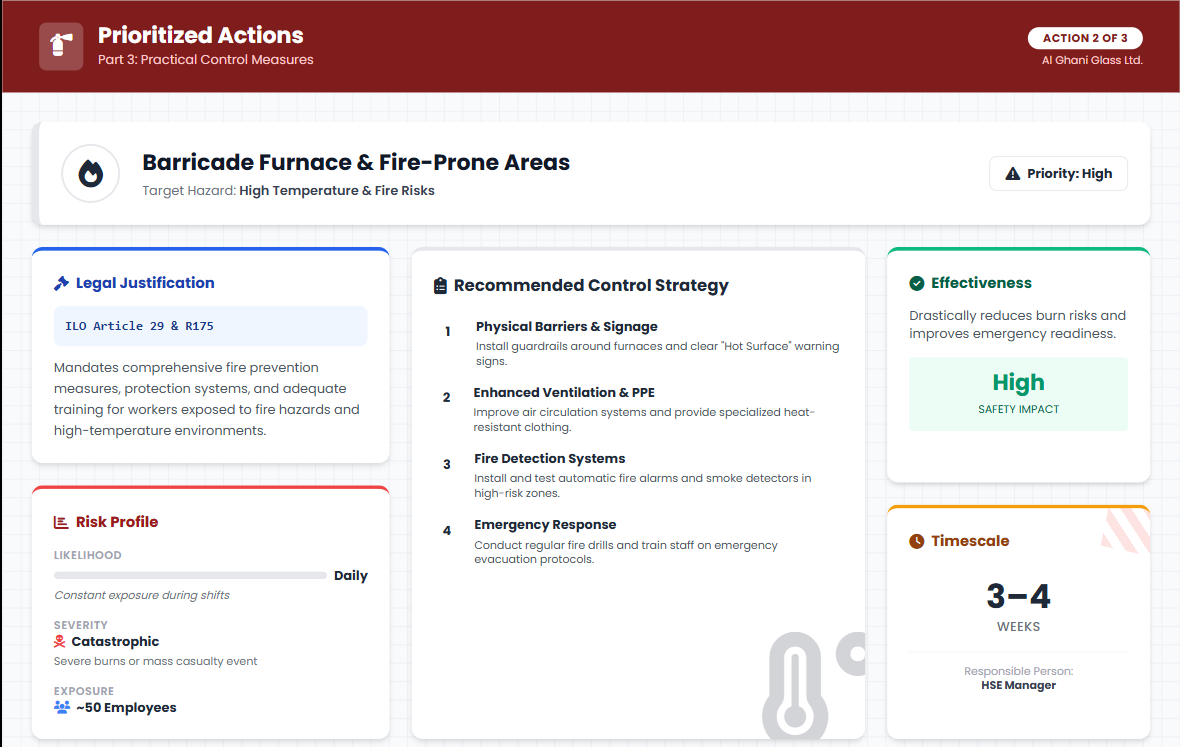 Prioritized Actions
Part 3: Practical Control Measures
ACTION 2 OF 3
Al Ghani Glass Ltd.
Barricade Furnace & Fire-Prone Areas
Target Hazard: High Temperature & Fire Risks
Priority: High
Legal Justification
ILO Article 29 & R175
Mandates comprehensive fire prevention
measures, protection systems, and adequate
training for workers exposed to fire hazards and
high-temperature environments.
Risk Profile
LIKELIHOOD
Daily
Constant exposure during shifts
SEVERITY
Catastrophic
Severe burns or mass casualty event
EXPOSURE
~50 Employees
Recommended Control Strategy
1 Physical Barriers & Signage
Install guardrails around furnaces and clear "Hot Surface" warning
signs.
2 Enhanced Ventilation & PPE
Improve air circulation systems and provide specialized heat-
resistant clothing.
3 Fire Detection Systems
Install and test automatic fire alarms and smoke detectors in
high-risk zones.
4 Emergency Response
Conduct regular fire drills and train staff on emergency
evacuation protocols.
Effectiveness
Drastically reduces burn risks and
improves emergency readiness.
High
SAFETY IMPACT
Timescale
3–4
WEEKS
Responsible Person:
HSE Manager